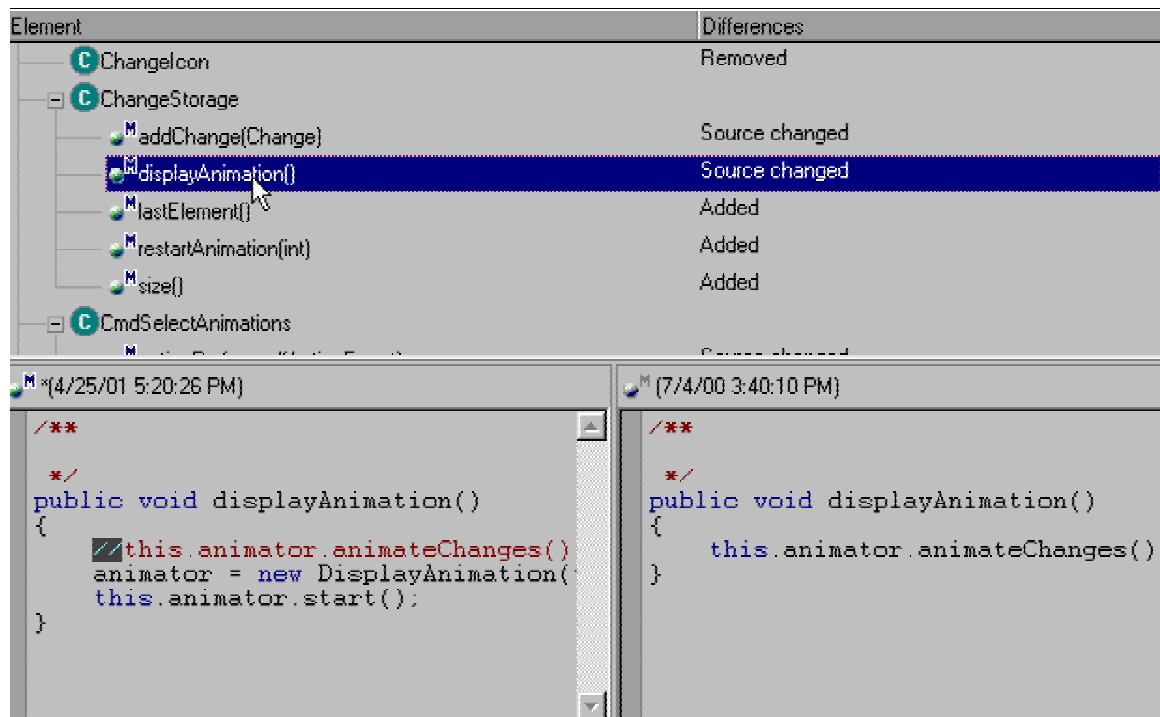 Element Differences
C ChangeIcon Removed
C ChangeStorage
M addChange(Change) Source changed
M displayAnimation() Source changed
M lastElement() Added
M restartAnimation(int) Added
M size() Added
C CmdSelectAnimations
M
M *(4/25/01 5:20:26 PM)
/**
*/
public void displayAnimation()
{
//this.animator.animateChanges()
animator = new DisplayAnimation(
this.animator.start();
}
M (7/4/00 3:40:10 PM)
/**
*/
public void displayAnimation()
{
this.animator.animateChanges()
}